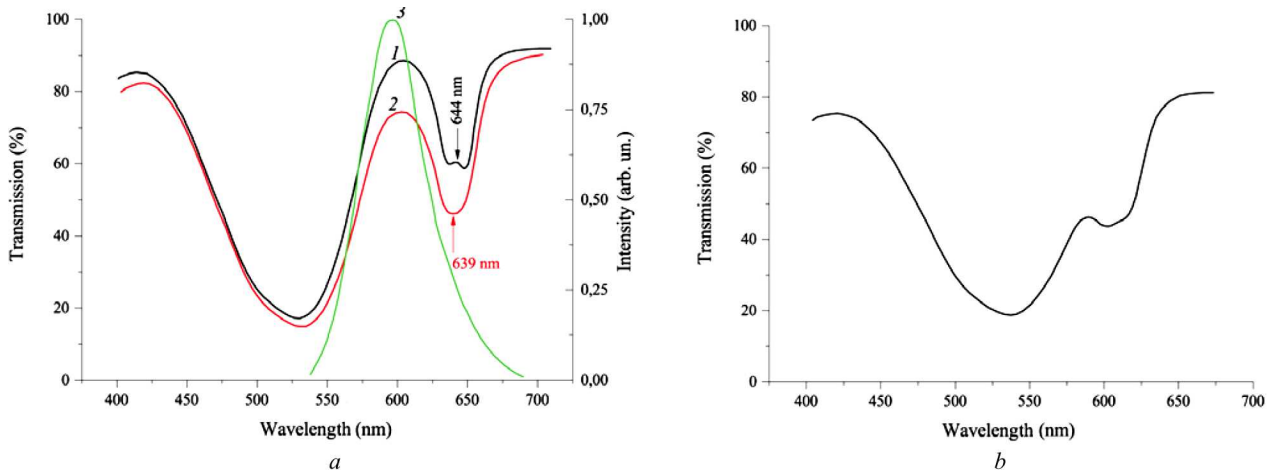 100
80
60
40
20
0
Transmission (%)
400 450 500 550 600 650 700
Wavelength (nm)
1,00
0,75
0,50
0,25
0,00
Intensity (arb. un.)
3
1
2
644 nm
639 nm
a
100
80
60
40
20
0
Transmission (%)
400 450 500 550 600 650 700
Wavelength (nm)
b